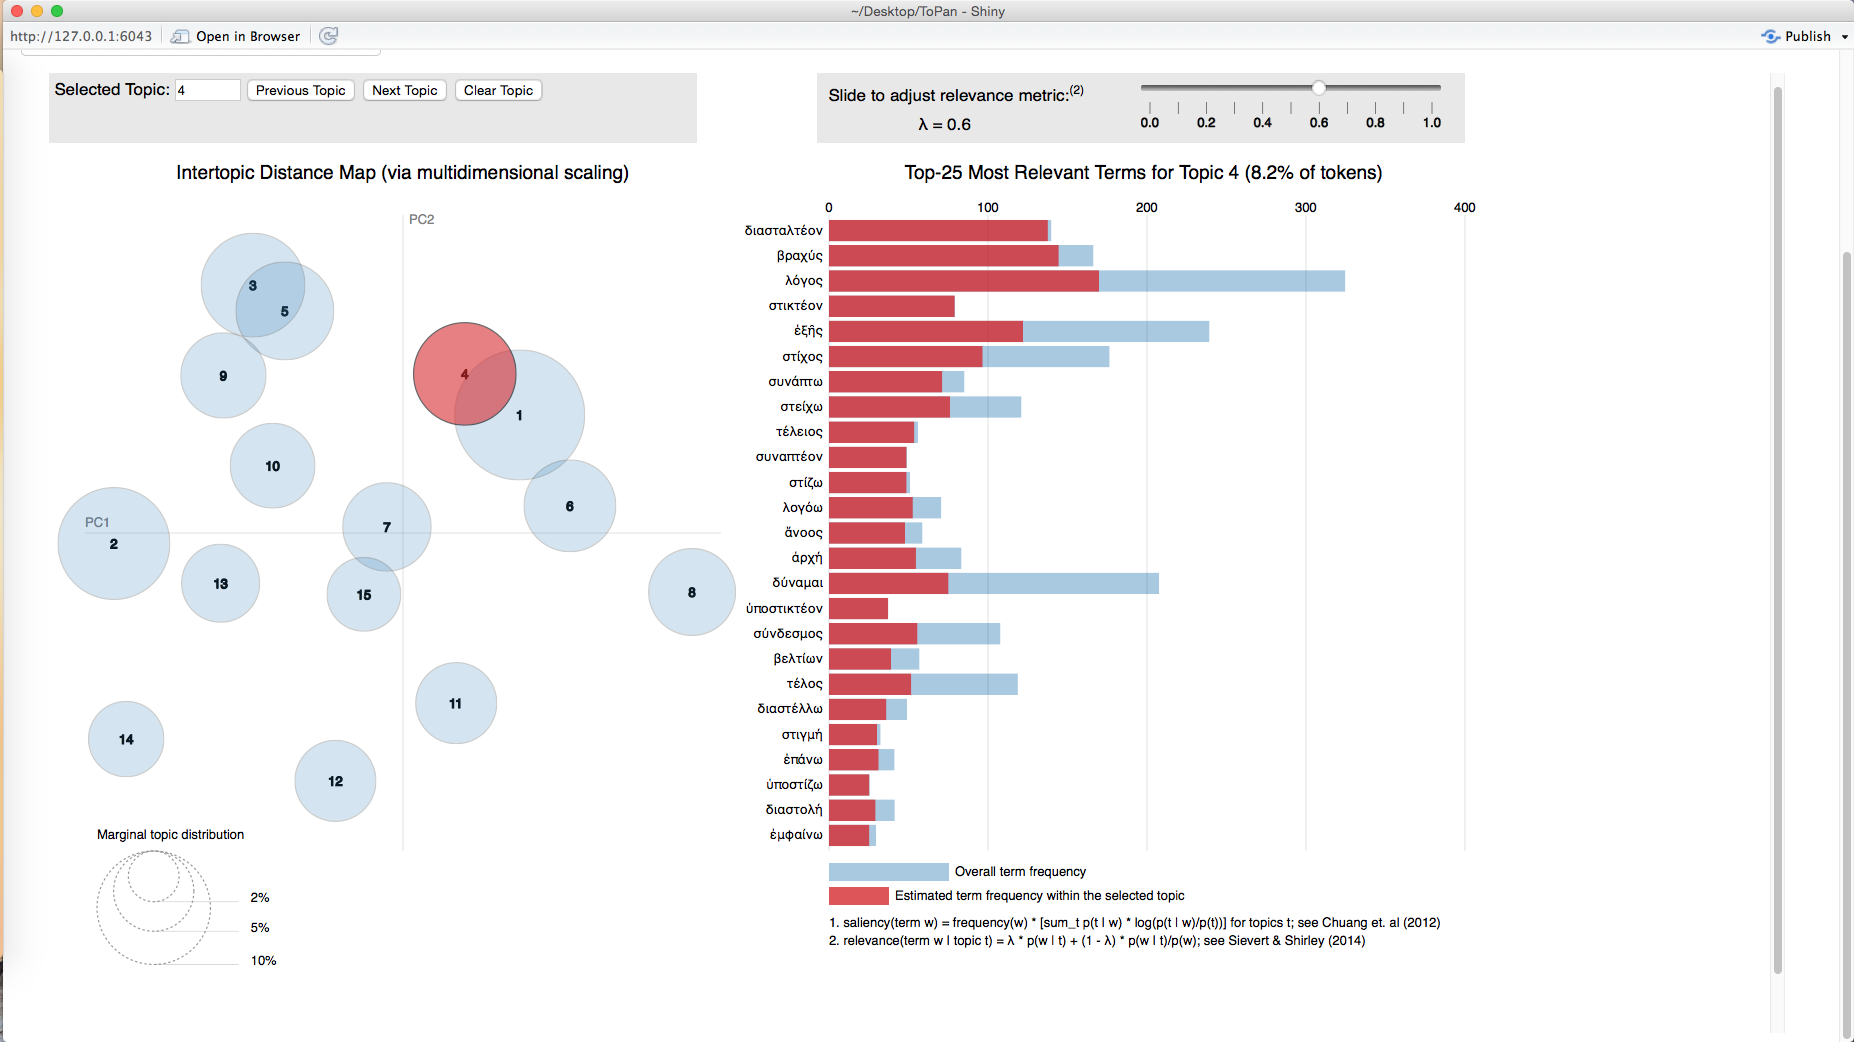 ~/Desktop/ToPan - Shiny
http://127.0.0.1:6043 Open in Browser Publish
Selected Topic: 4 Previous Topic Next Topic Clear Topic
Slide to adjust relevance metric:(2)
λ = 0.6
0.0 0.2 0.4 0.6 0.8 1.0
Intertopic Distance Map (via multidimensional scaling)
PC2
3
5
9
4
1
10
6
7
PC1
2
13
15
8
11
14
12
Marginal topic distribution
2%
5%
10%
Top-25 Most Relevant Terms for Topic 4 (8.2% of tokens)
0 100 200 300 400
διασταλτέον
βραχύς
λόγος
στικτέον
ἑξῆς
στίχος
συνάπτω
στείχω
τέλειος
συναπτέον
στίζω
λογόω
ἄνοος
ἀρχή
δύναμαι
ὑποστικτέον
σύνδεσμος
βελτίων
τέλος
διαστέλλω
στιγμή
ἐπάνω
ὑποστίζω
διαστολή
ἐμφαίνω
Overall term frequency
Estimated term frequency within the selected topic
1. saliency(term w) = frequency(w) * [sum_t p(t | w) * log(p(t | w)/p(t))] for topics t; see Chuang et. al (2012)
2. relevance(term w | topic t) = λ * p(w | t) + (1 - λ) * p(w | t)/p(w); see Sievert & Shirley (2014)